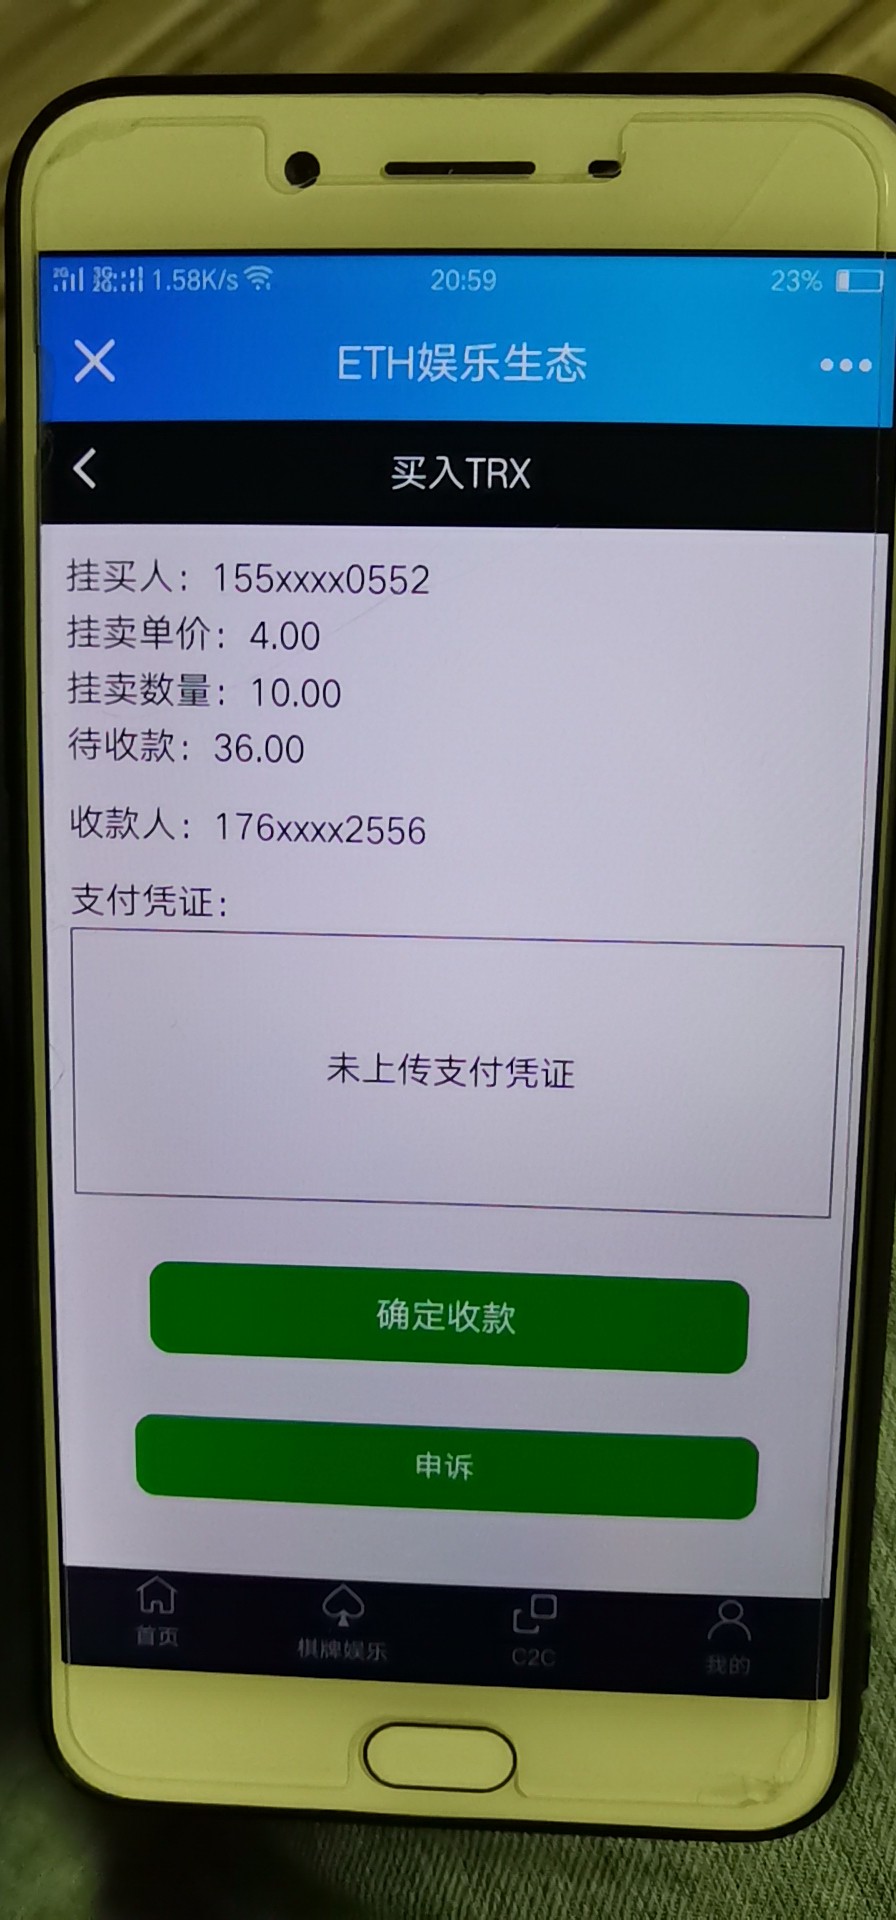 2G 3G 2G 1.58K/s 20:59 23%
ETH娱乐生态
买入TRX
挂买人：155xxxx0552
挂卖单价：4.00
挂卖数量：10.00
待收款：36.00
收款人：176xxxx2556
支付凭证：
未上传支付凭证
确定收款
申诉
首页 棋牌娱乐 C2C 我的